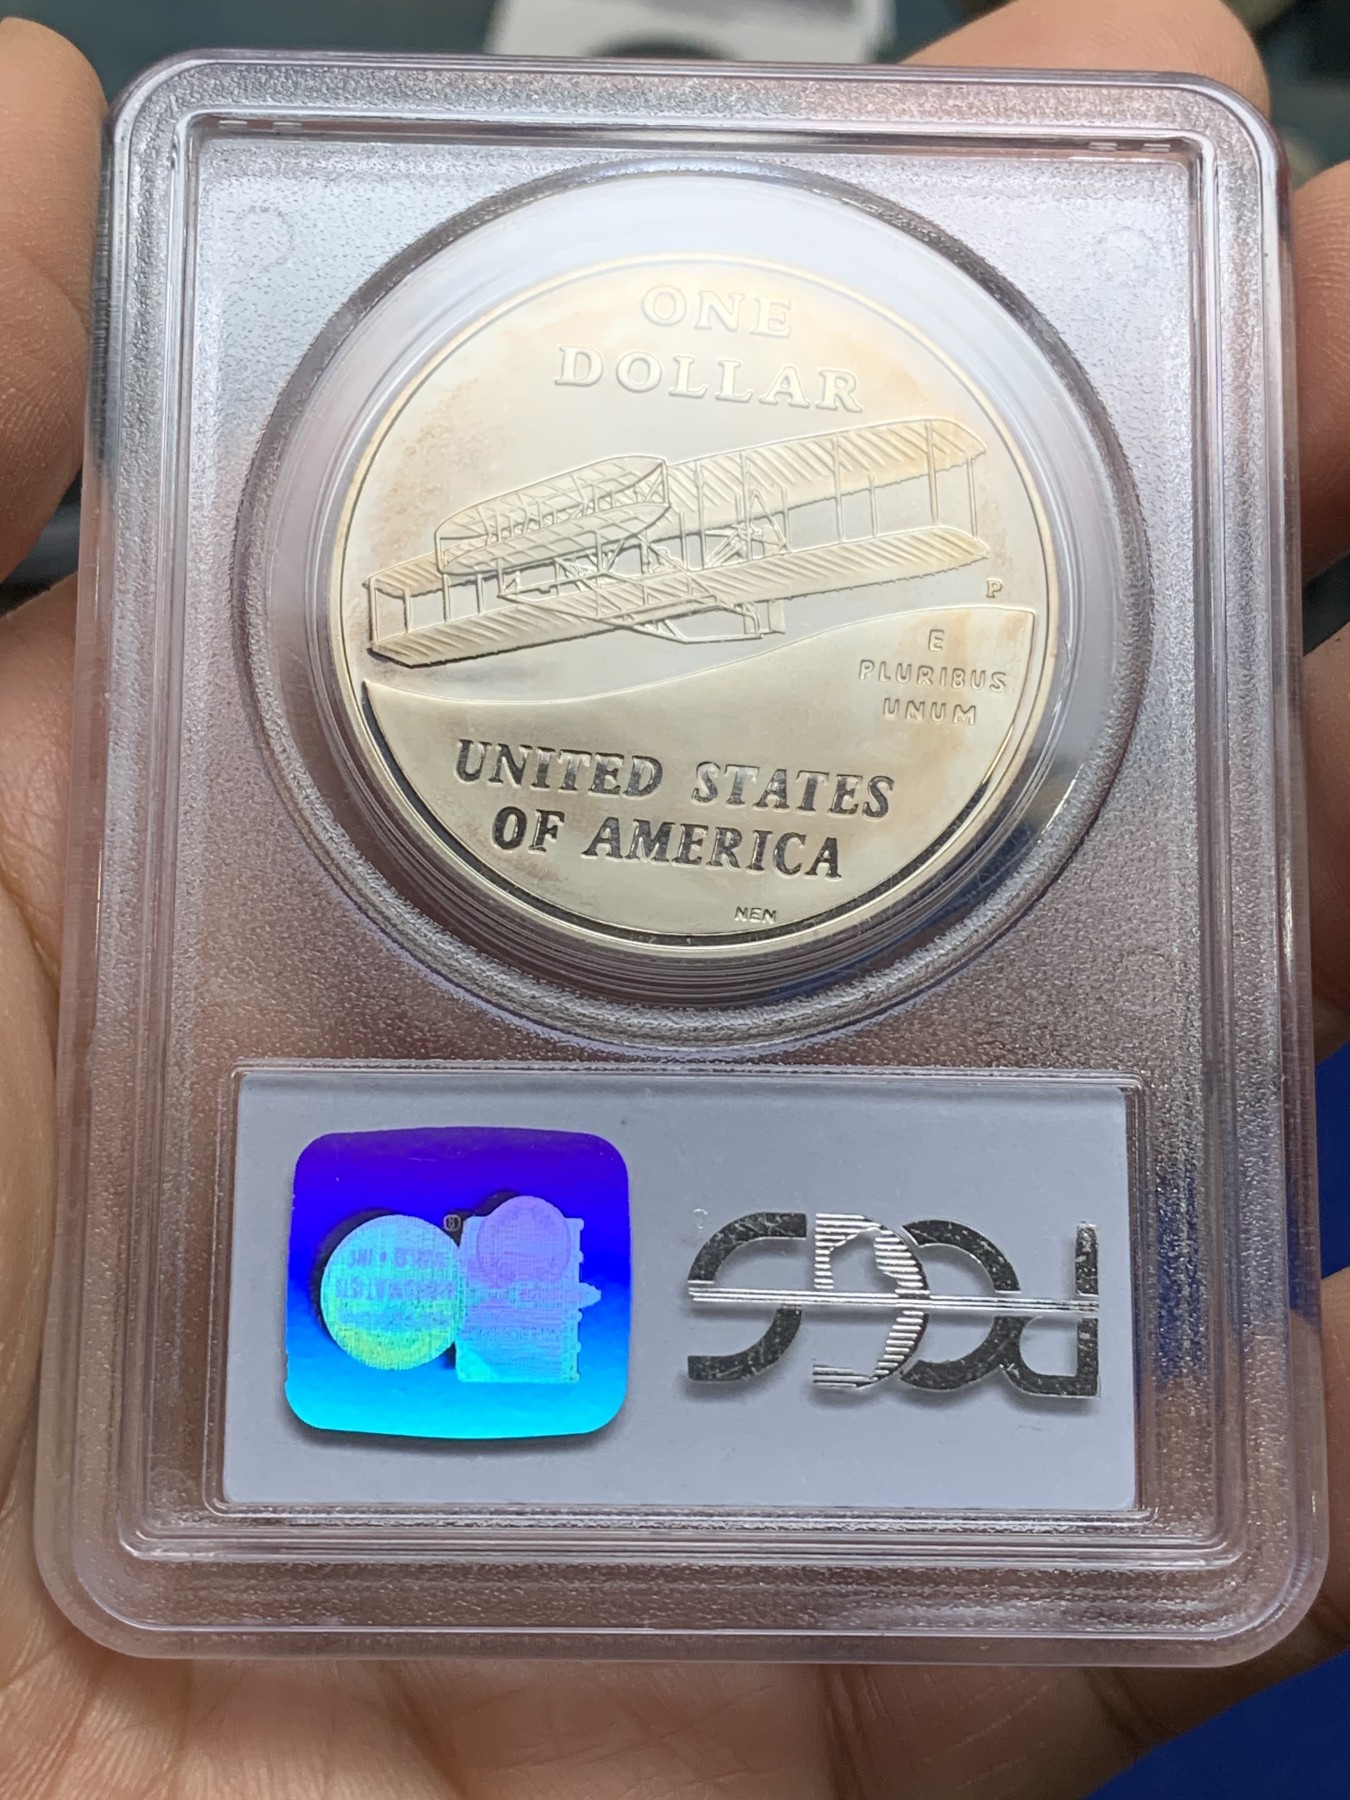 ONE
DOLLAR
P
E
PLURIBUS
UNUM
UNITED STATES
OF AMERICA
NEN
PCGS